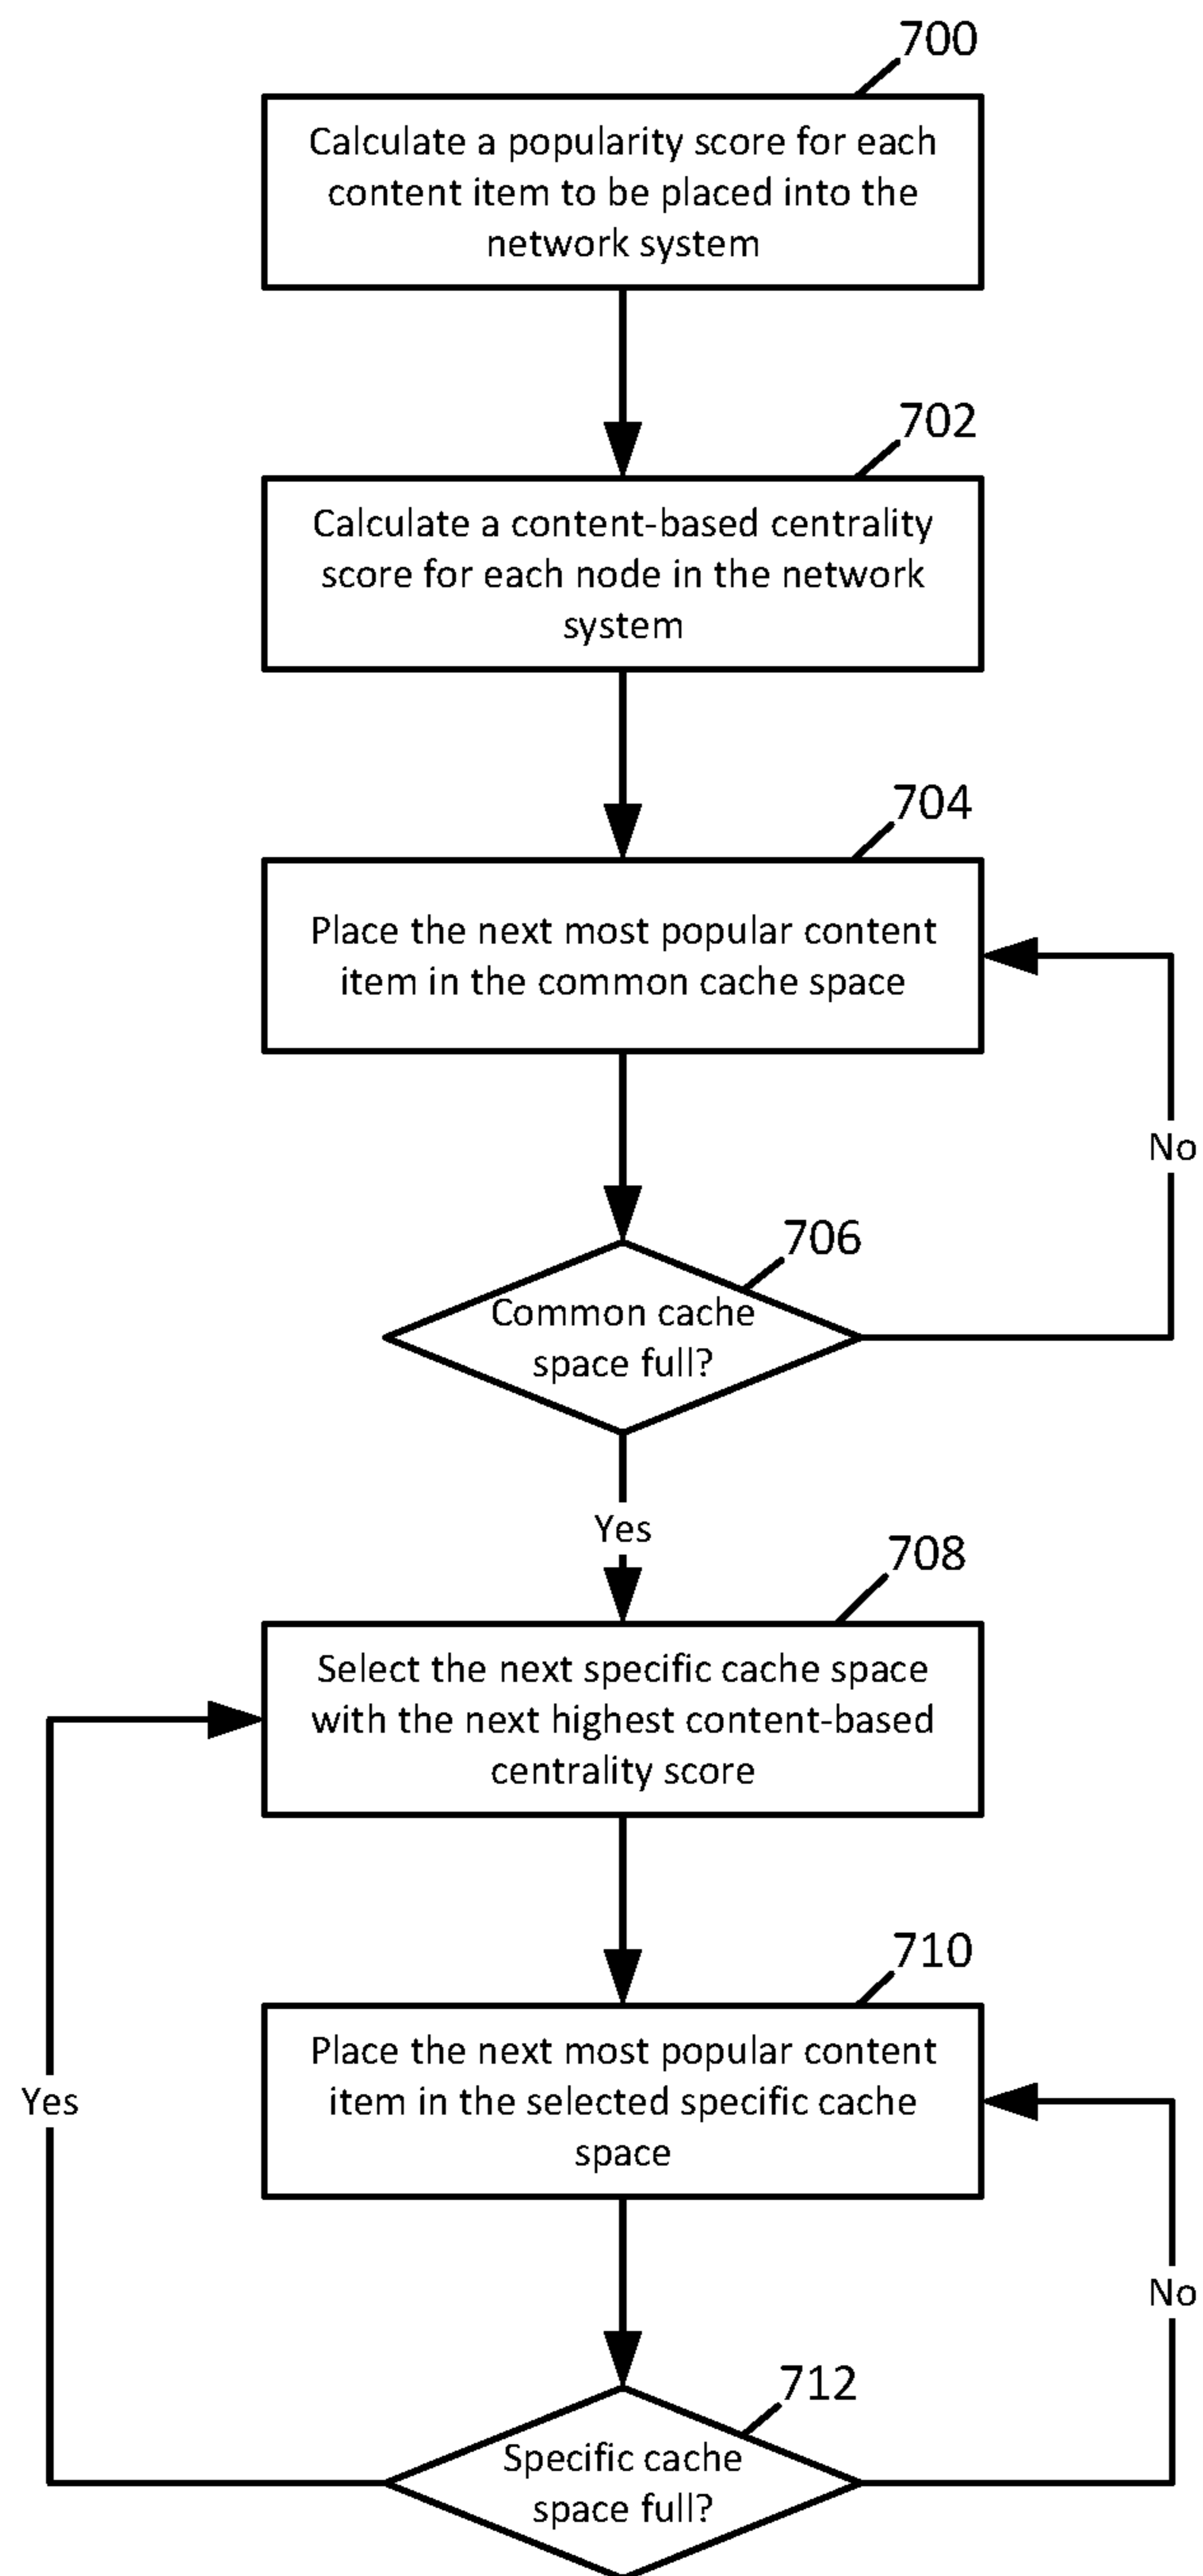 700
Calculate a popularity score for each
content item to be placed into the
network system
702
Calculate a content-based centrality
score for each node in the network
system
704
Place the next most popular content
item in the common cache space
No
706
Common cache
space full?
Yes
708
Select the next specific cache space
with the next highest content-based
centrality score
710
Place the next most popular content
item in the selected specific cache
space
Yes
No
712
Specific cache
space full?